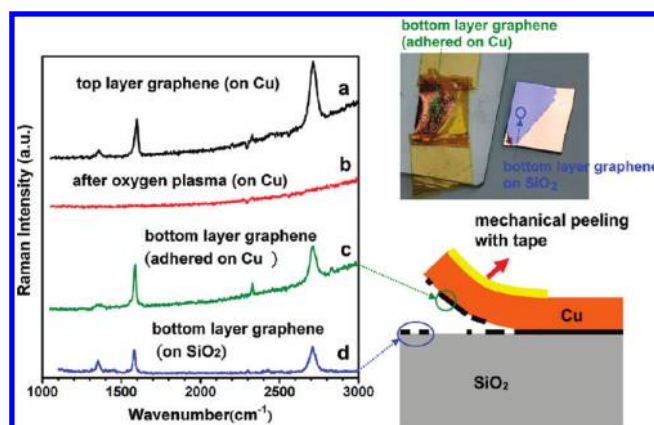 top layer graphene (on Cu)
a
after oxygen plasma (on Cu)
b
bottom layer graphene
(adhered on Cu )
c
bottom layer graphene
(on SiO₂)
d
Raman Intensity (a.u.)
1000 1500 2000 2500 3000
Wavenumber(cm⁻¹)
bottom layer graphene
(adhered on Cu)
bottom layer graphene
on SiO₂
mechanical peeling
with tape
Cu
SiO₂